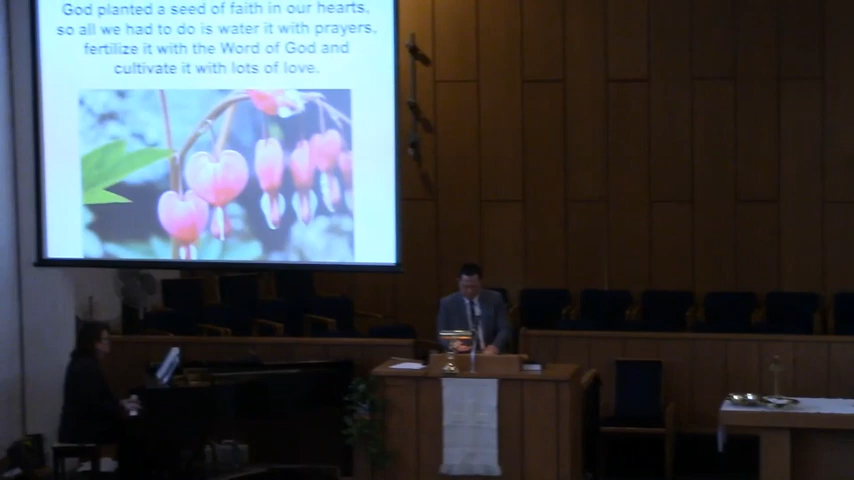 God planted a seed of faith in our hearts,
so all we had to do is water it with prayers,
fertilize it with the Word of God and
cultivate it with lots of love.